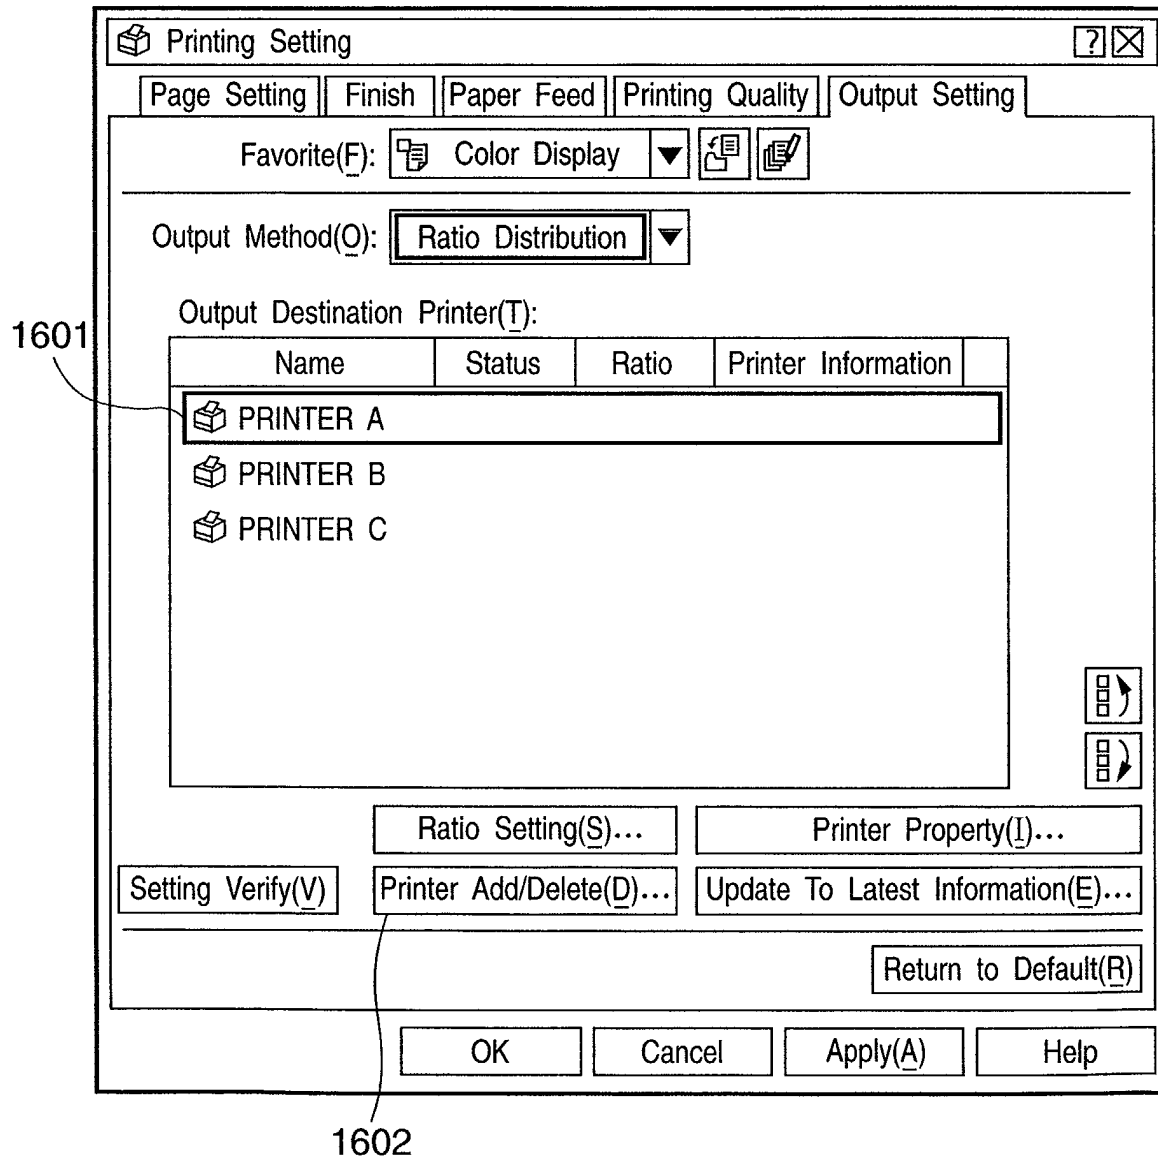 Printing Setting
Page Setting Finish Paper Feed Printing Quality Output Setting
Favorite(F): Color Display
Output Method(O): Ratio Distribution
Output Destination Printer(T):
1601
Name Status Ratio Printer Information
PRINTER A
PRINTER B
PRINTER C
Ratio Setting(S)... Printer Property(I)...
Setting Verify(V) Printer Add/Delete(D)... Update To Latest Information(E)...
Return to Default(R)
OK Cancel Apply(A) Help
1602